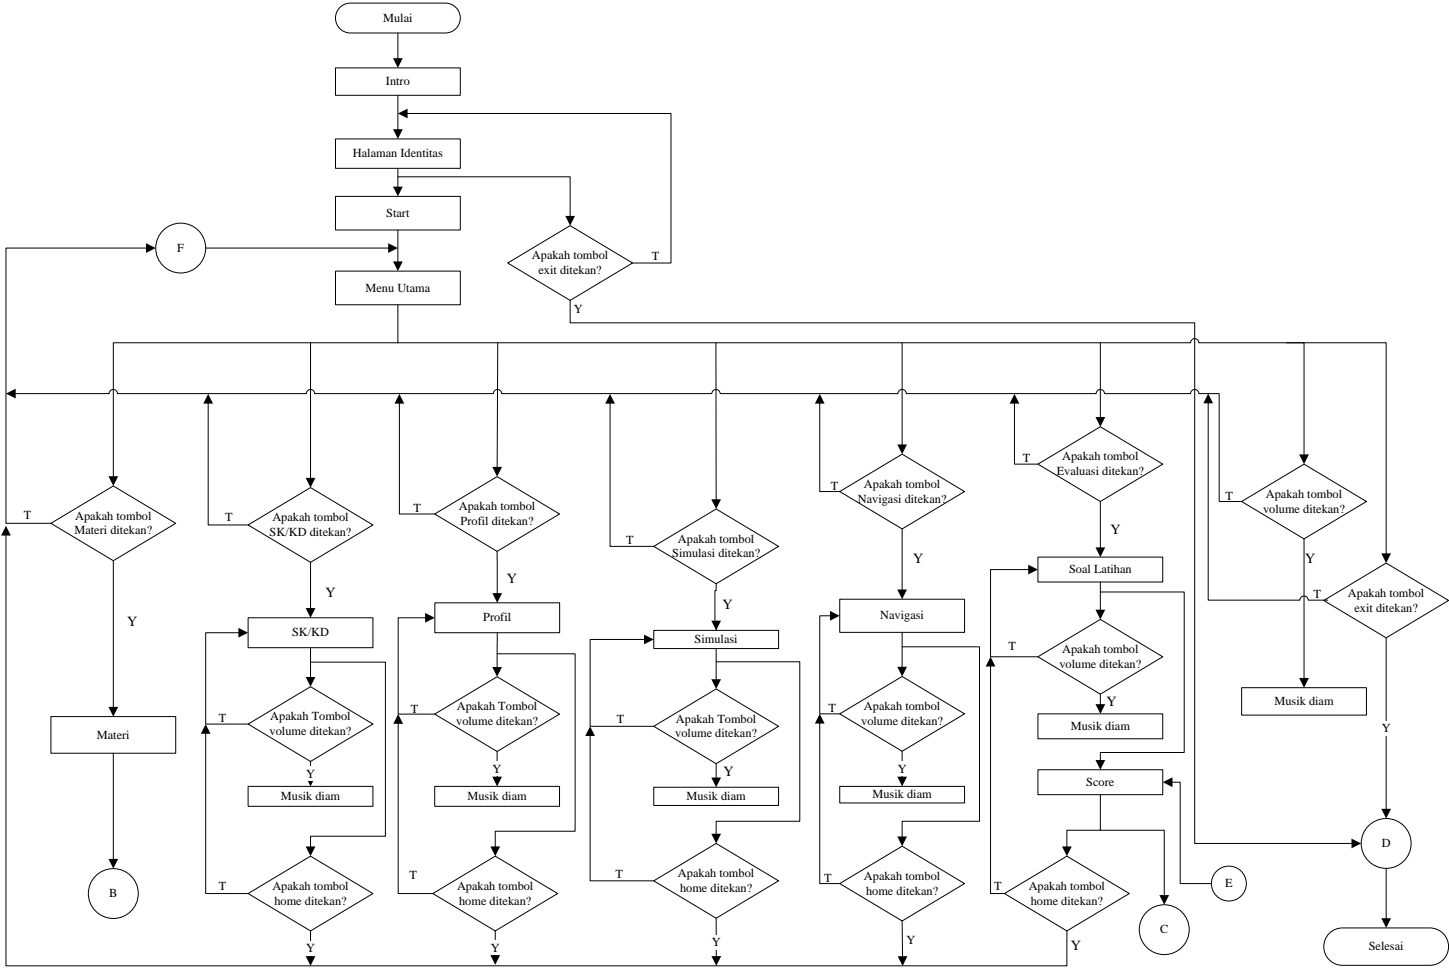 Mulai
Intro
Halaman Identitas
Start
F
Apakah tombol
exit ditekan?
T
Menu Utama
Y
Apakah tombol
Materi ditekan?
T
Y
Materi
B
Apakah tombol
SK/KD ditekan?
T
Y
SK/KD
Apakah Tombol
volume ditekan?
T
Y
Musik diam
Apakah tombol
home ditekan?
T
Y
Apakah tombol
Profil ditekan?
T
Y
Profil
Apakah Tombol
volume ditekan?
T
Y
Musik diam
Apakah tombol
home ditekan?
T
Y
Apakah tombol
Simulasi ditekan?
T
Y
Simulasi
Apakah Tombol
volume ditekan?
T
Y
Musik diam
Apakah tombol
home ditekan?
T
Y
Apakah tombol
Navigasi ditekan?
T
Y
Navigasi
Apakah tombol
volume ditekan?
T
Y
Musik diam
Apakah tombol
home ditekan?
T
Y
Apakah tombol
Evaluasi ditekan?
T
Y
Soal Latihan
Apakah tombol
volume ditekan?
T
Y
Musik diam
Score
Apakah tombol
home ditekan?
T
Y
C
E
Apakah tombol
volume ditekan?
T
Y
Musik diam
Apakah tombol
exit ditekan?
T
Y
D
Selesai